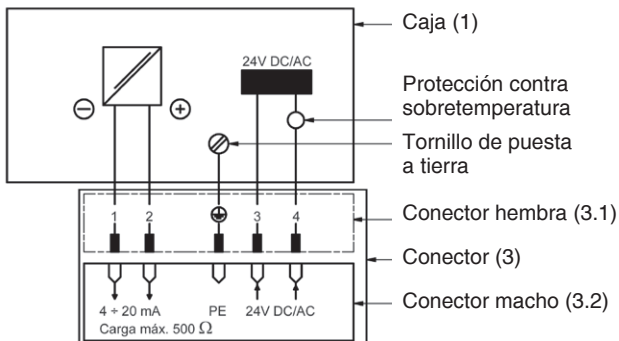 Caja (1)
24V DC/AC
Protección contra
sobretemperatura
Tornillo de puesta
a tierra
1 2 3 4
Conector hembra (3.1)
Conector (3)
4 ÷ 20 mA PE 24V DC/AC
Carga máx. 500 Ω
Conector macho (3.2)